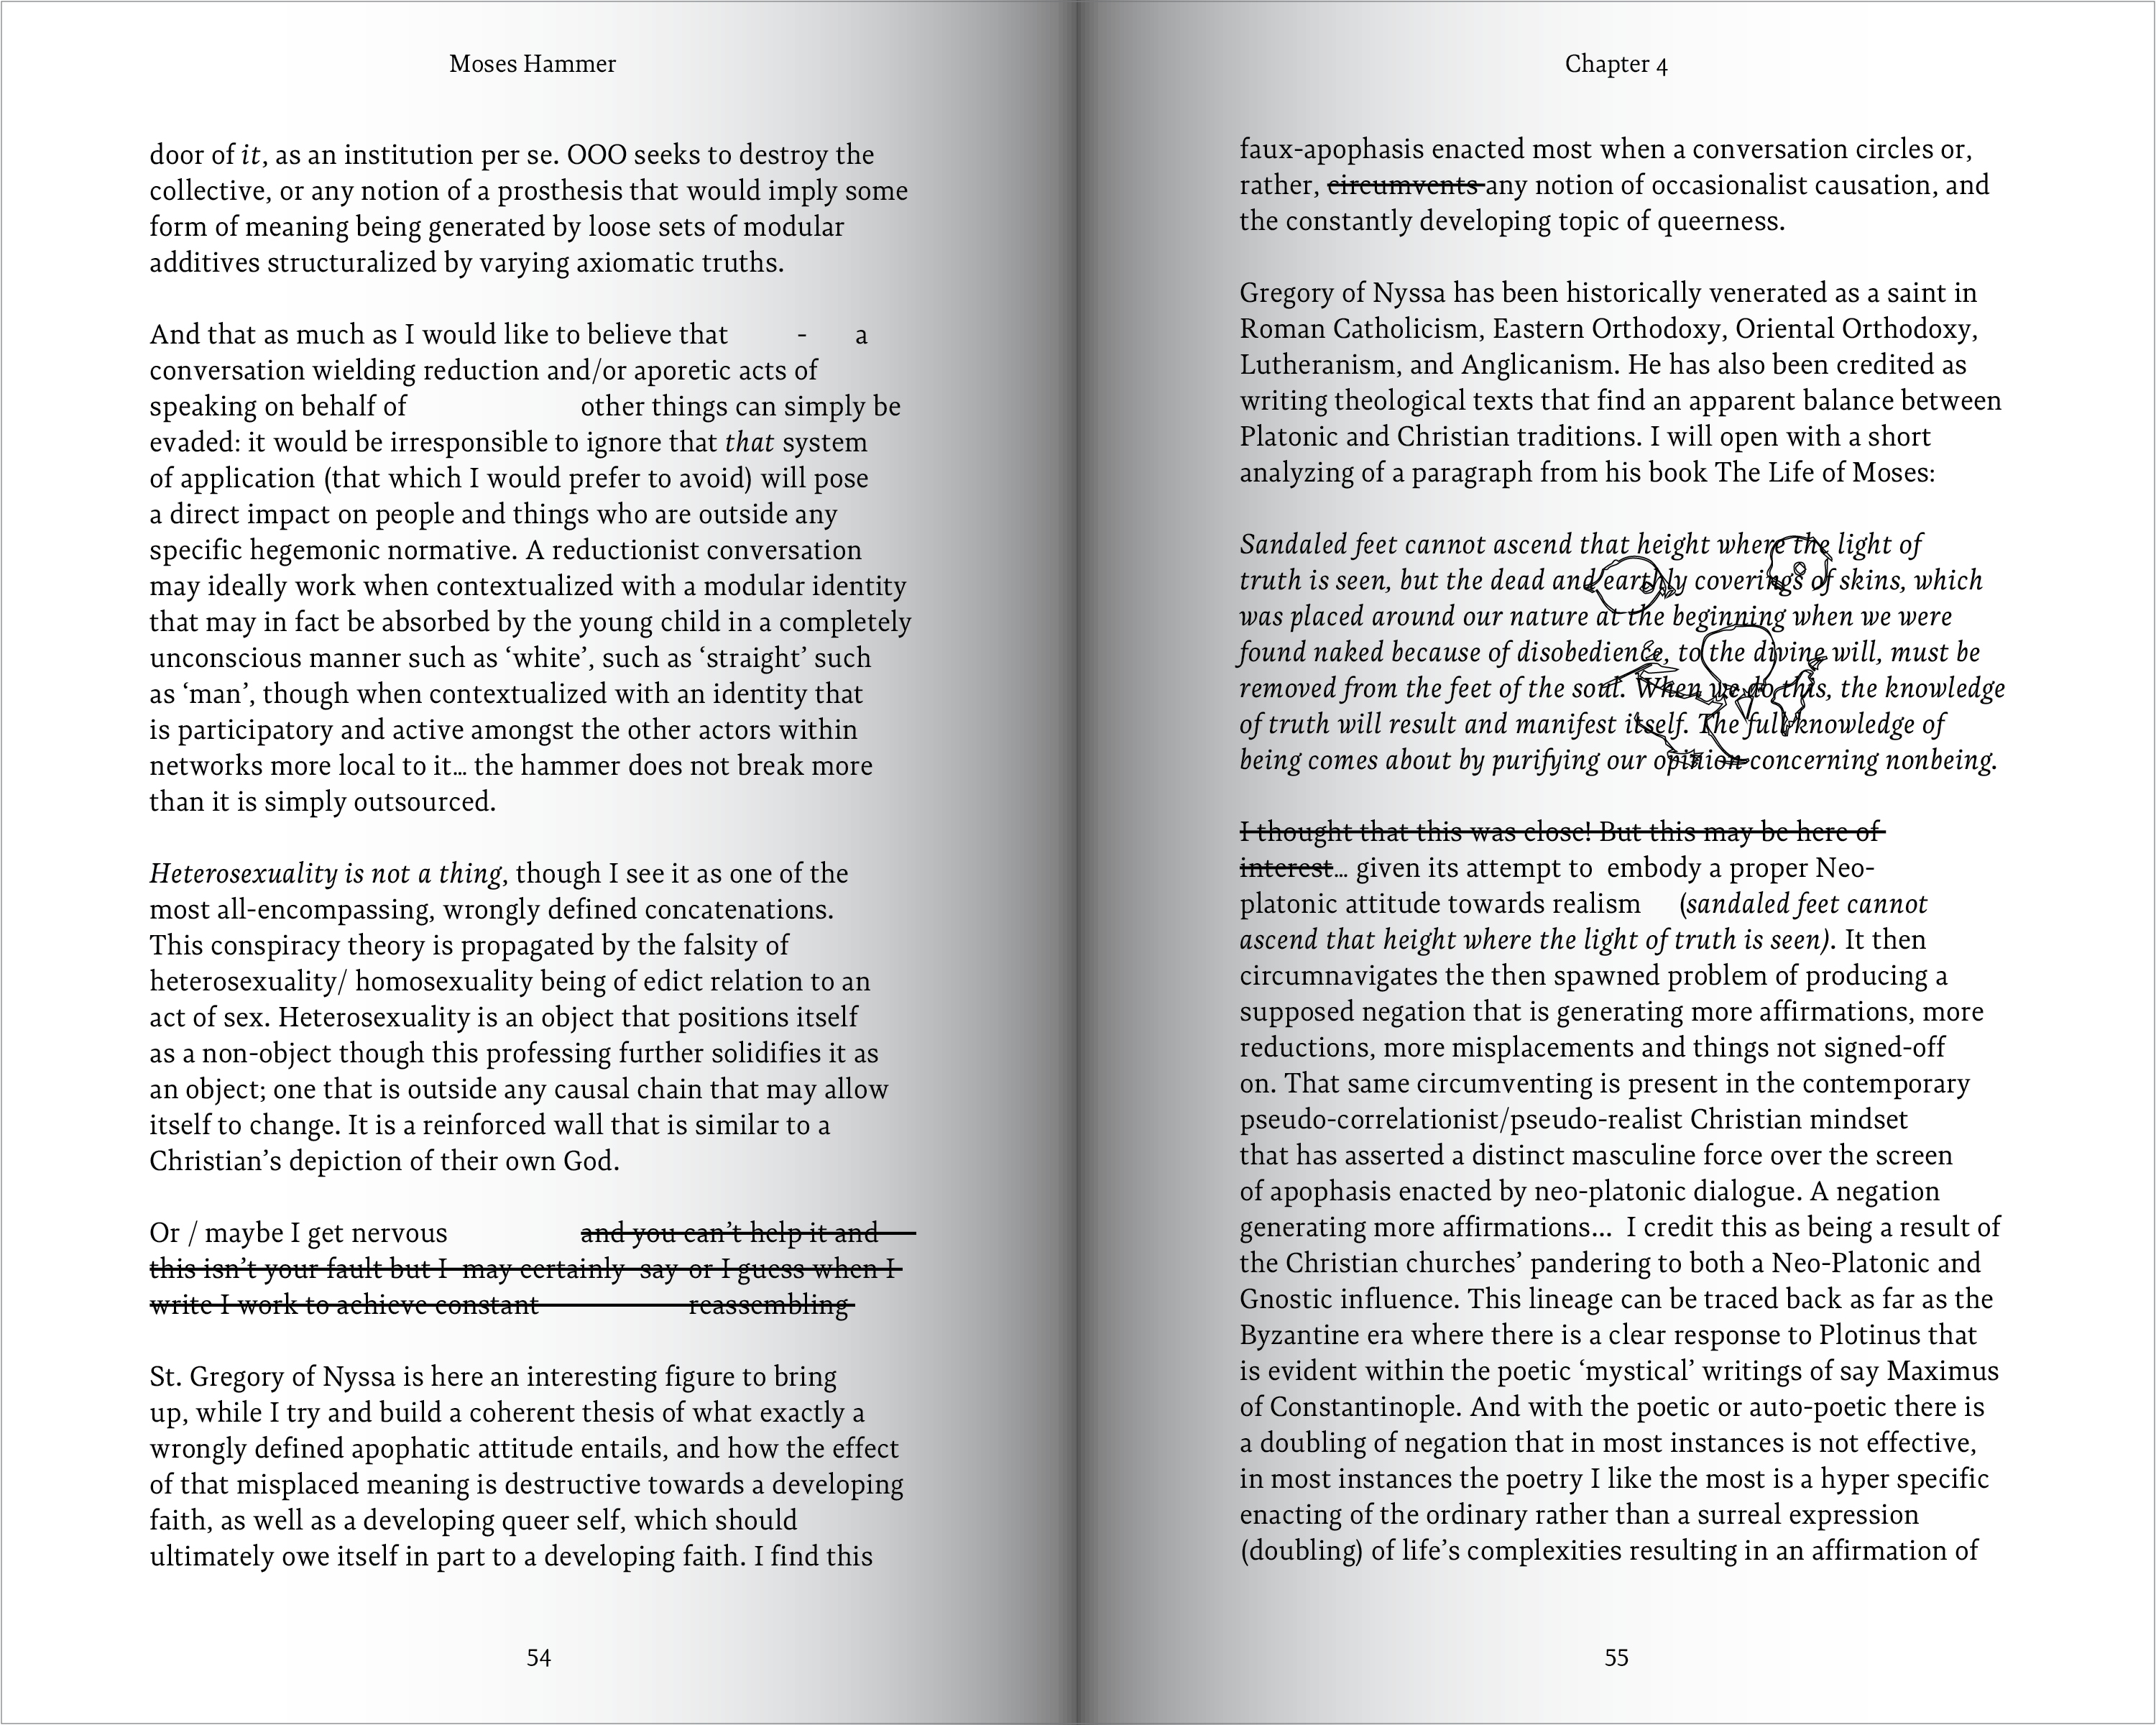 Moses Hammer
door of it, as an institution per se. OOO seeks to destroy the
collective, or any notion of a prosthesis that would imply some
form of meaning being generated by loose sets of modular
additives structuralized by varying axiomatic truths.
And that as much as I would like to believe that - a
conversation wielding reduction and/or aporetic acts of
speaking on behalf of other things can simply be
evaded: it would be irresponsible to ignore that that system
of application (that which I would prefer to avoid) will pose
a direct impact on people and things who are outside any
specific hegemonic normative. A reductionist conversation
may ideally work when contextualized with a modular identity
that may in fact be absorbed by the young child in a completely
unconscious manner such as ‘white’, such as ‘straight’ such
as ‘man’, though when contextualized with an identity that
is participatory and active amongst the other actors within
networks more local to it… the hammer does not break more
than it is simply outsourced.
Heterosexuality is not a thing, though I see it as one of the
most all-encompassing, wrongly defined concatenations.
This conspiracy theory is propagated by the falsity of
heterosexuality/ homosexuality being of edict relation to an
act of sex. Heterosexuality is an object that positions itself
as a non-object though this professing further solidifies it as
an object; one that is outside any causal chain that may allow
itself to change. It is a reinforced wall that is similar to a
Christian’s depiction of their own God.
Or / maybe I get nervous and you can’t help it and
this isn’t your fault but I may certainly say or I guess when I
write I work to achieve constant reassembling
St. Gregory of Nyssa is here an interesting figure to bring
up, while I try and build a coherent thesis of what exactly a
wrongly defined apophatic attitude entails, and how the effect
of that misplaced meaning is destructive towards a developing
faith, as well as a developing queer self, which should
ultimately owe itself in part to a developing faith. I find this
54
Chapter 4
faux-apophasis enacted most when a conversation circles or,
rather, circumvents any notion of occasionalist causation, and
the constantly developing topic of queerness.
Gregory of Nyssa has been historically venerated as a saint in
Roman Catholicism, Eastern Orthodoxy, Oriental Orthodoxy,
Lutheranism, and Anglicanism. He has also been credited as
writing theological texts that find an apparent balance between
Platonic and Christian traditions. I will open with a short
analyzing of a paragraph from his book The Life of Moses:
Sandaled feet cannot ascend that height where the light of
truth is seen, but the dead and earthly coverings of skins, which
was placed around our nature at the beginning when we were
found naked because of disobedience, to the divine will, must be
removed from the feet of the soul. When we do this, the knowledge
of truth will result and manifest itself. The full knowledge of
being comes about by purifying our opinion concerning nonbeing.
I thought that this was close! But this may be here of
interest… given its attempt to embody a proper Neo-
platonic attitude towards realism (sandaled feet cannot
ascend that height where the light of truth is seen). It then
circumnavigates the then spawned problem of producing a
supposed negation that is generating more affirmations, more
reductions, more misplacements and things not signed-off
on. That same circumventing is present in the contemporary
pseudo-correlationist/pseudo-realist Christian mindset
that has asserted a distinct masculine force over the screen
of apophasis enacted by neo-platonic dialogue. A negation
generating more affirmations… I credit this as being a result of
the Christian churches’ pandering to both a Neo-Platonic and
Gnostic influence. This lineage can be traced back as far as the
Byzantine era where there is a clear response to Plotinus that
is evident within the poetic ‘mystical’ writings of say Maximus
of Constantinople. And with the poetic or auto-poetic there is
a doubling of negation that in most instances is not effective,
in most instances the poetry I like the most is a hyper specific
enacting of the ordinary rather than a surreal expression
(doubling) of life’s complexities resulting in an affirmation of
55